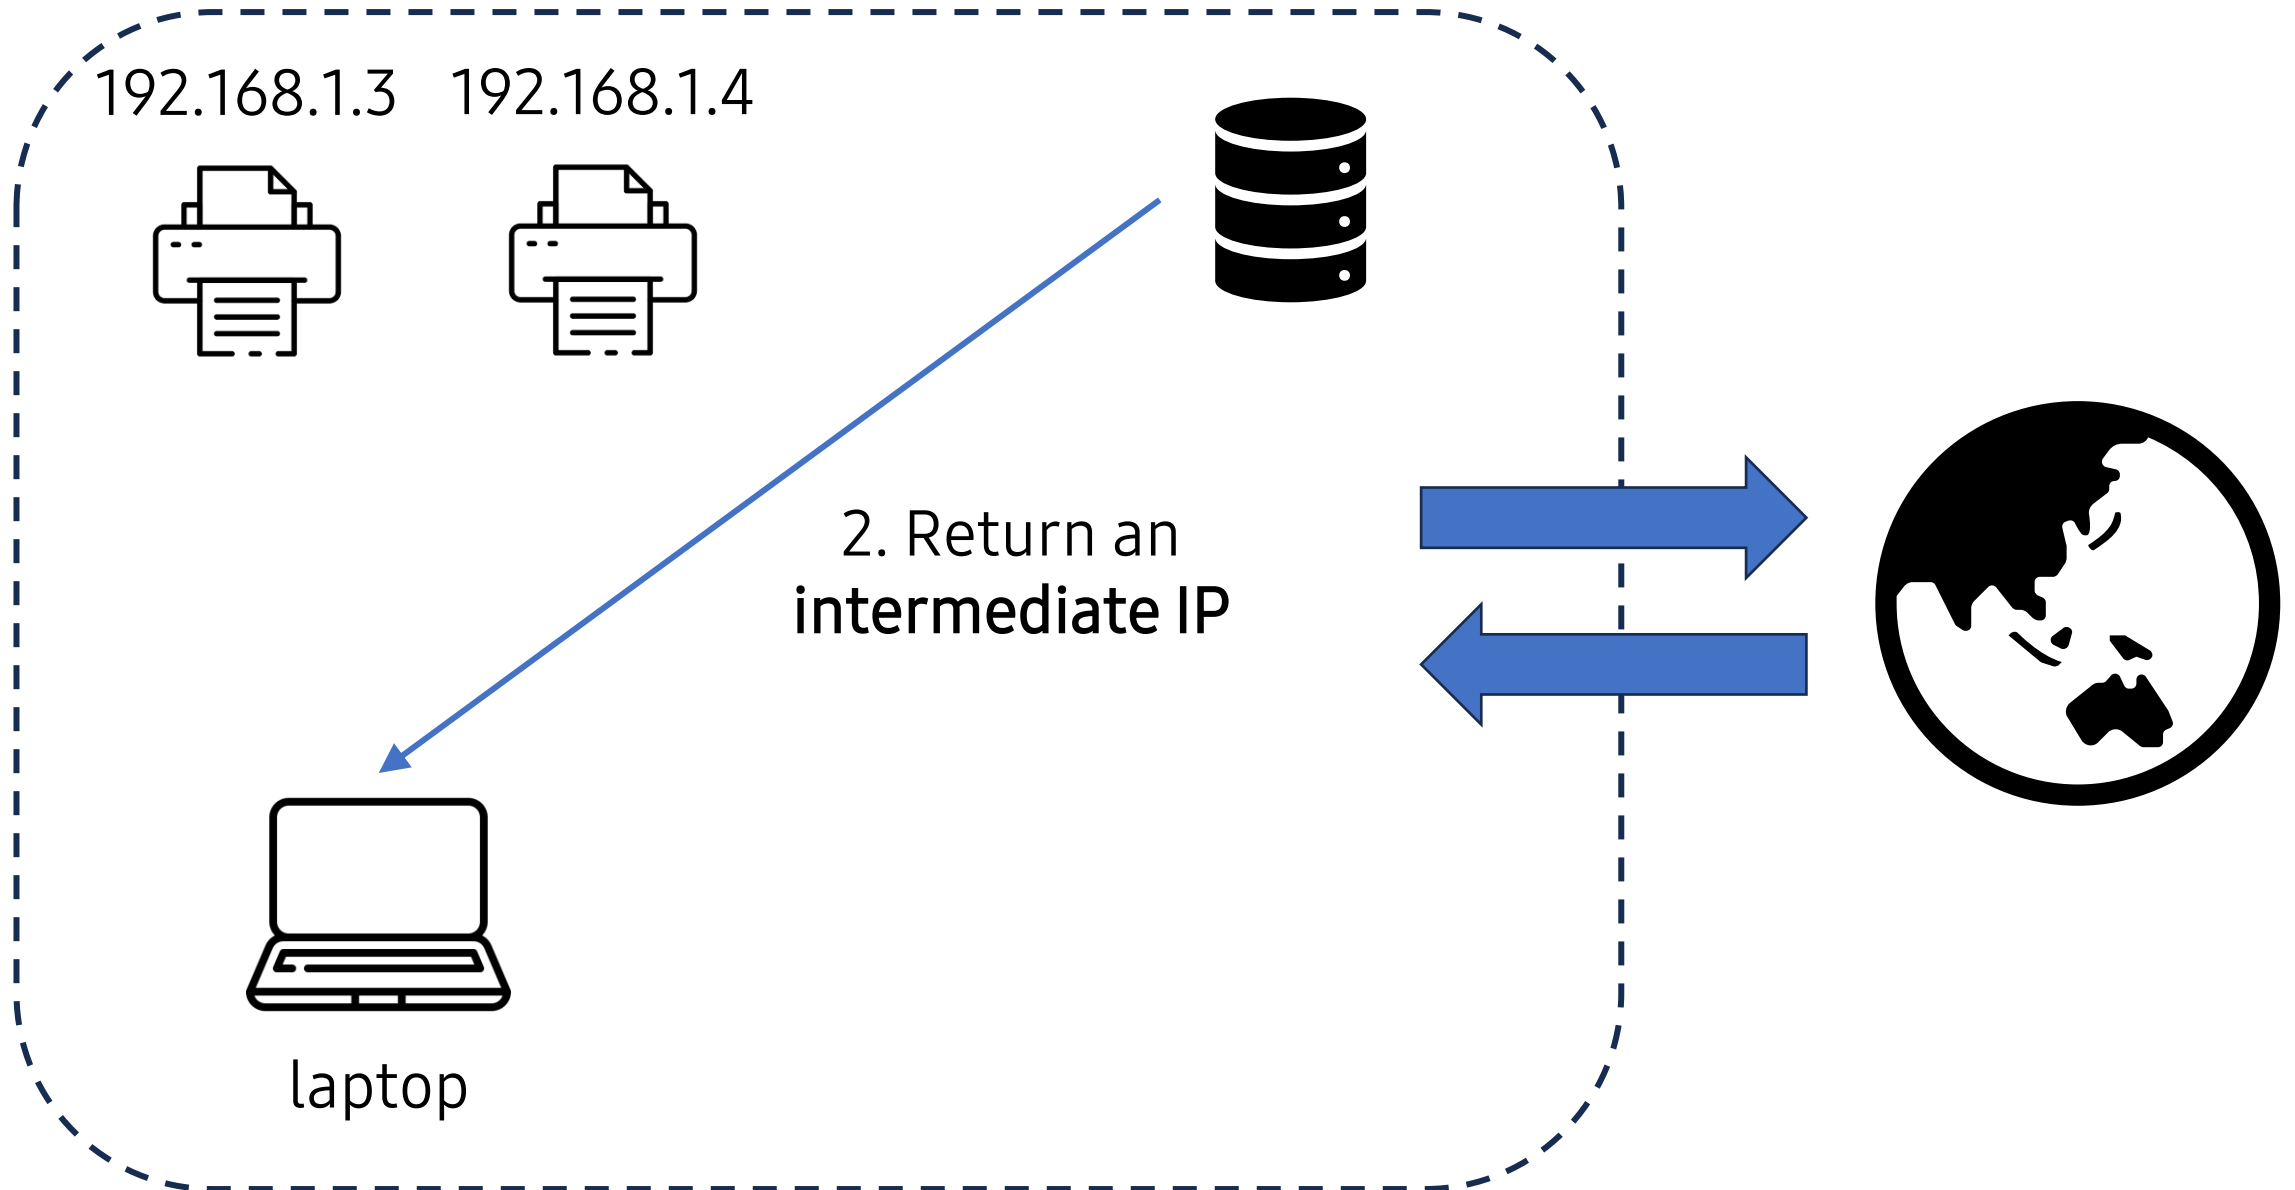 192.168.1.3 192.168.1.4
2. Return an
intermediate IP
laptop